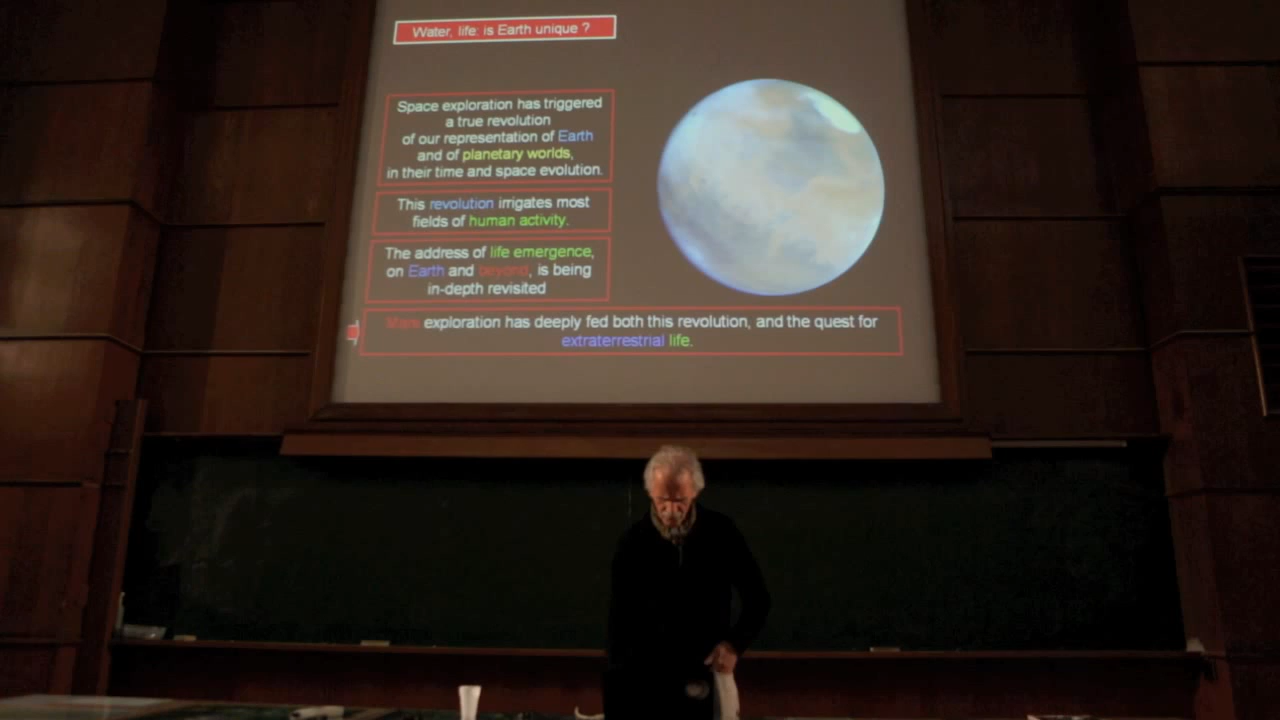 Water, life: is Earth unique ?
Space exploration has triggered
a true revolution
of our representation of Earth
and of planetary worlds,
in their time and space evolution.
This revolution irrigates most
fields of human activity.
The address of life emergence,
on Earth and beyond, is being
in-depth revisited
Mars exploration has deeply fed both this revolution, and the quest for
extraterrestrial life.